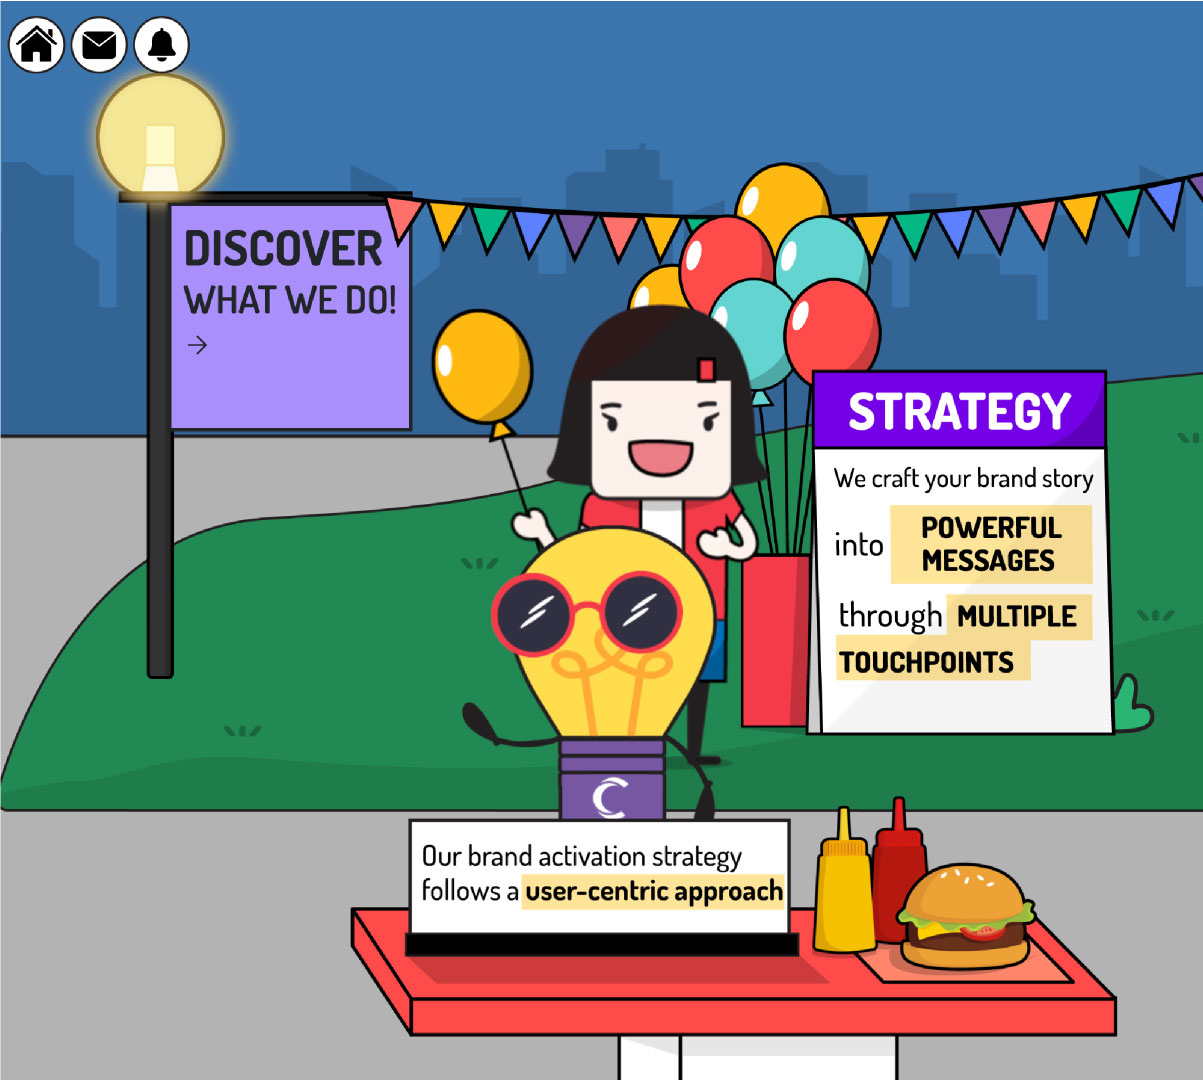 DISCOVER
WHAT WE DO!
→
STRATEGY
We craft your brand story
into POWERFUL
MESSAGES
through MULTIPLE
TOUCHPOINTS
C
Our brand activation strategy
follows a user-centric approach